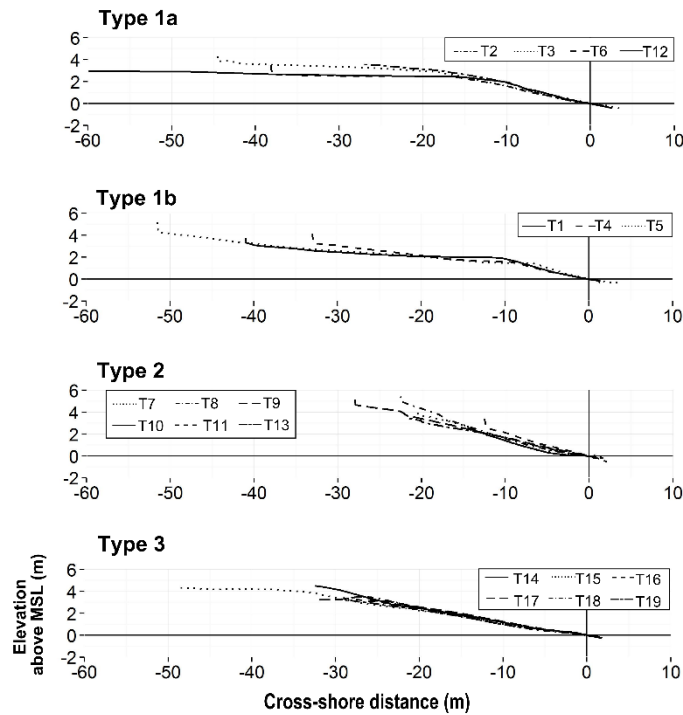 Type 1a
T2 T3 T6 T12
6
4
2
0
-2
-60 -50 -40 -30 -20 -10 0 10
Type 1b
T1 T4 T5
6
4
2
0
-2
-60 -50 -40 -30 -20 -10 0 10
Type 2
T7 T8 T9
T10 T11 T13
6
4
2
0
-2
-60 -50 -40 -30 -20 -10 0 10
Type 3
T14 T15 T16
T17 T18 T19
6
4
2
0
-2
-60 -50 -40 -30 -20 -10 0 10
Elevation
above MSL (m)
Cross-shore distance (m)